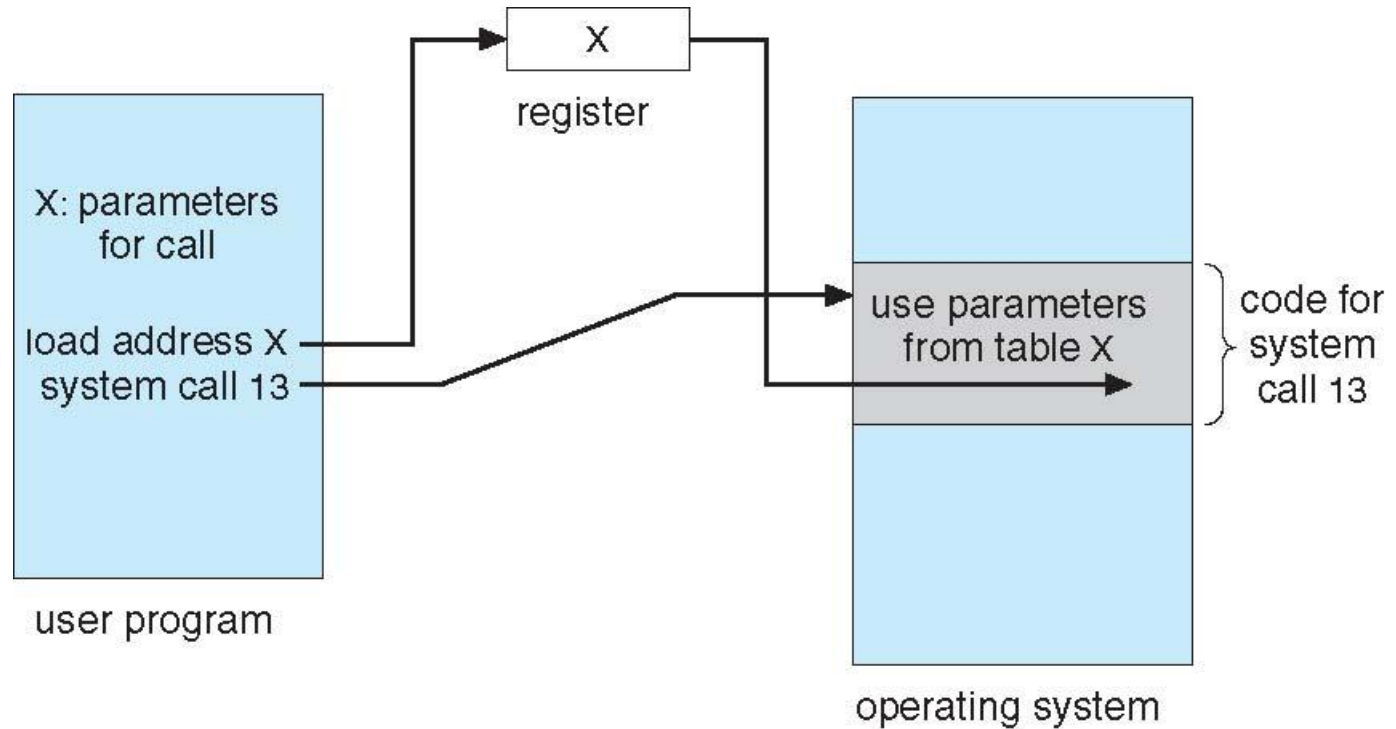 X
register
X: parameters
for call
load address X
system call 13
use parameters
from table X
code for
system
call 13
user program
operating system